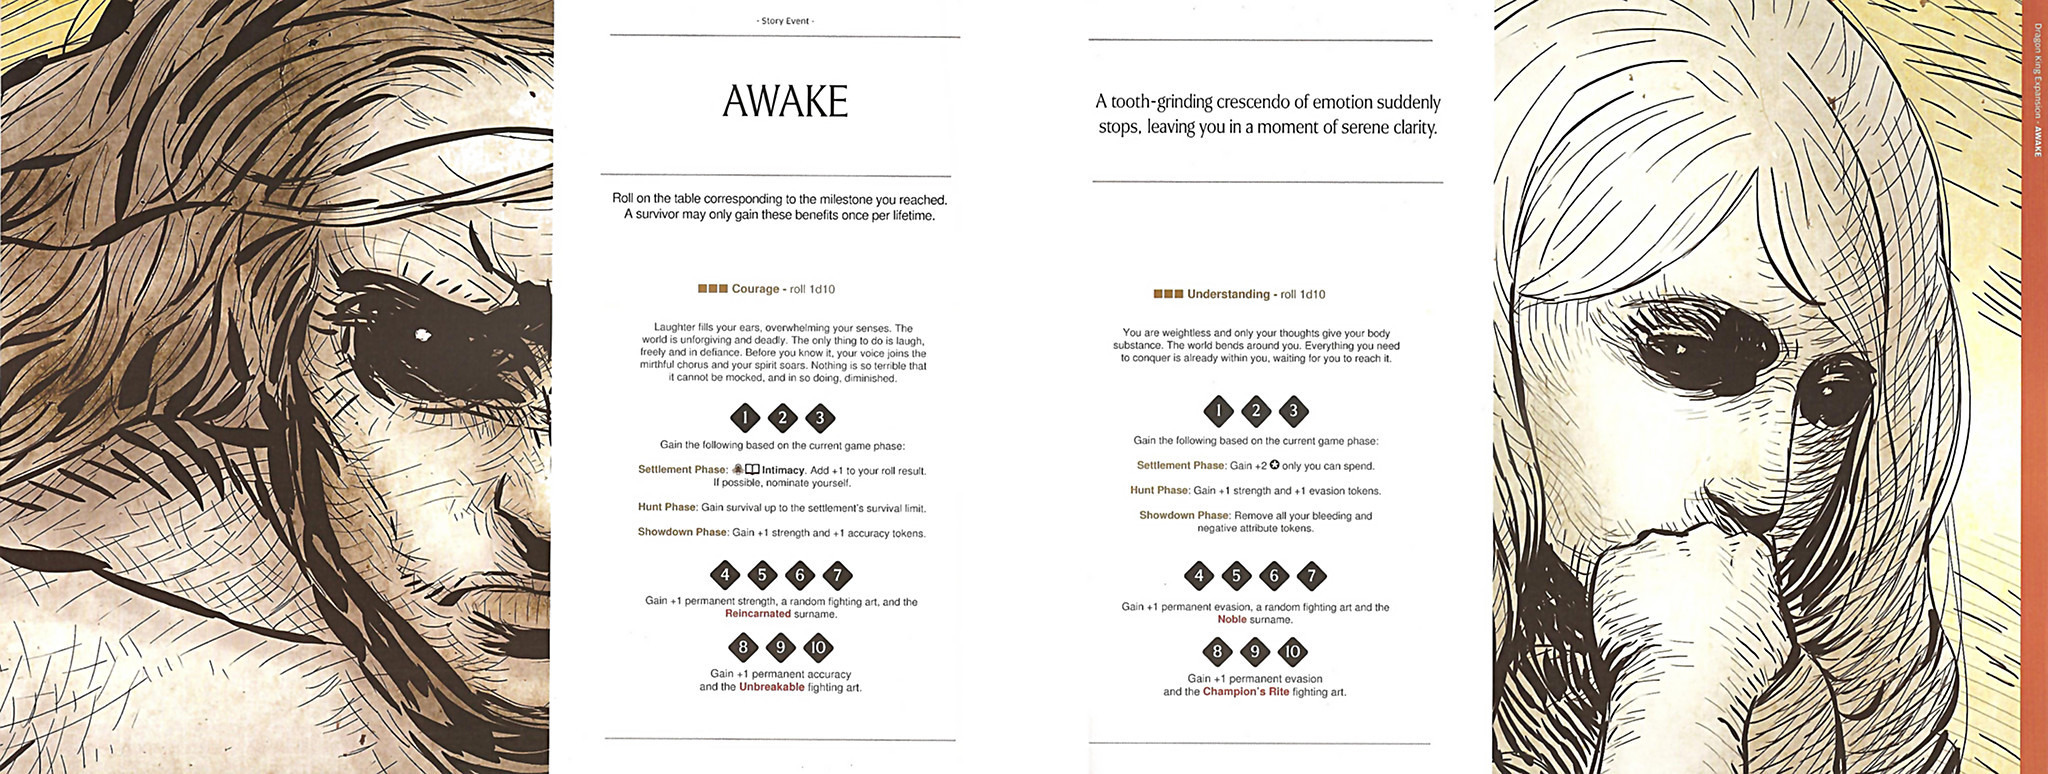 - Story Event -
AWAKE
Roll on the table corresponding to the milestone you reached.
A survivor may only gain these benefits once per lifetime.
Courage - roll 1d10
Laughter fills your ears, overwhelming your senses. The
world is unforgiving and deadly. The only thing to do is laugh,
freely and in defiance. Before you know it, your voice joins the
mirthful chorus and your spirit soars. Nothing is so terrible that
it cannot be mocked, and in so doing, diminished.
1 2 3
Gain the following based on the current game phase:
Settlement Phase: Intimacy. Add +1 to your roll result.
If possible, nominate yourself.
Hunt Phase: Gain survival up to the settlement's survival limit.
Showdown Phase: Gain +1 strength and +1 accuracy tokens.
4 5 6 7
Gain +1 permanent strength, a random fighting art, and the
Reincarnated surname.
8 9 10
Gain +1 permanent accuracy
and the Unbreakable fighting art.
A tooth-grinding crescendo of emotion suddenly
stops, leaving you in a moment of serene clarity.
Understanding - roll 1d10
You are weightless and only your thoughts give your body
substance. The world bends around you. Everything you need
to conquer is already within you, waiting for you to reach it.
1 2 3
Gain the following based on the current game phase:
Settlement Phase: Gain +2 only you can spend.
Hunt Phase: Gain +1 strength and +1 evasion tokens.
Showdown Phase: Remove all your bleeding and
negative attribute tokens.
4 5 6 7
Gain +1 permanent evasion, a random fighting art and the
Noble surname.
8 9 10
Gain +1 permanent evasion
and the Champion's Rite fighting art.
Dragon King Expansion - AWAKE